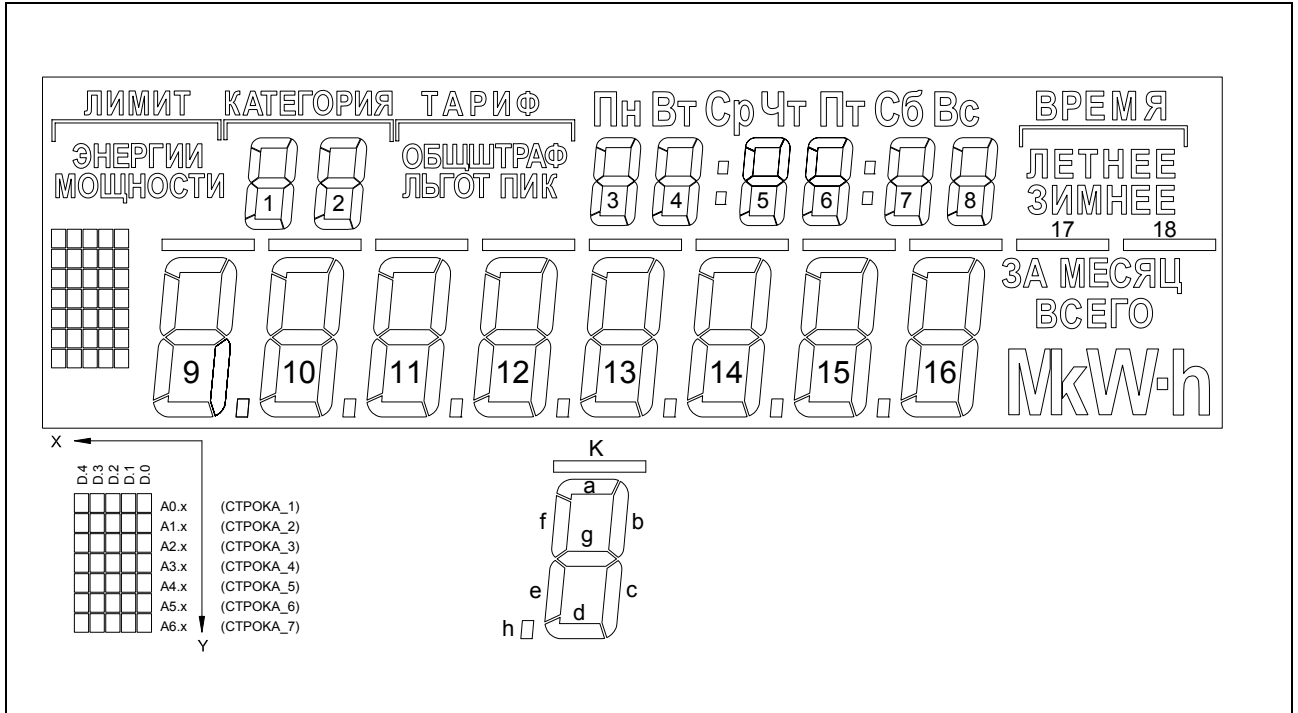 ЛИМИТ КАТЕГОРИЯ ТАРИФ Пн Вт Ср Чт Пт Сб Вс ВРЕМЯ
ЭНЕРГИИ ОБЩШТРАФ ЛЕТНЕЕ
МОЩНОСТИ ЛЬГОТ ПИК ЗИМНЕЕ
1 2 3 4 : 5 6 : 7 8
17 18
ЗА МЕСЯЦ
ВСЕГО
9 . 10 . 11 . 12 . 13 . 14 . 15 . 16 MkW·h
X K
D.4 D.3 D.2 D.1 D.0 a
A0.x (СТРОКА_1)
A1.x (СТРОКА_2) f g b
A2.x (СТРОКА_3)
A3.x (СТРОКА_4)
A4.x (СТРОКА_5) e c
A5.x (СТРОКА_6) d
A6.x (СТРОКА_7) h
Y